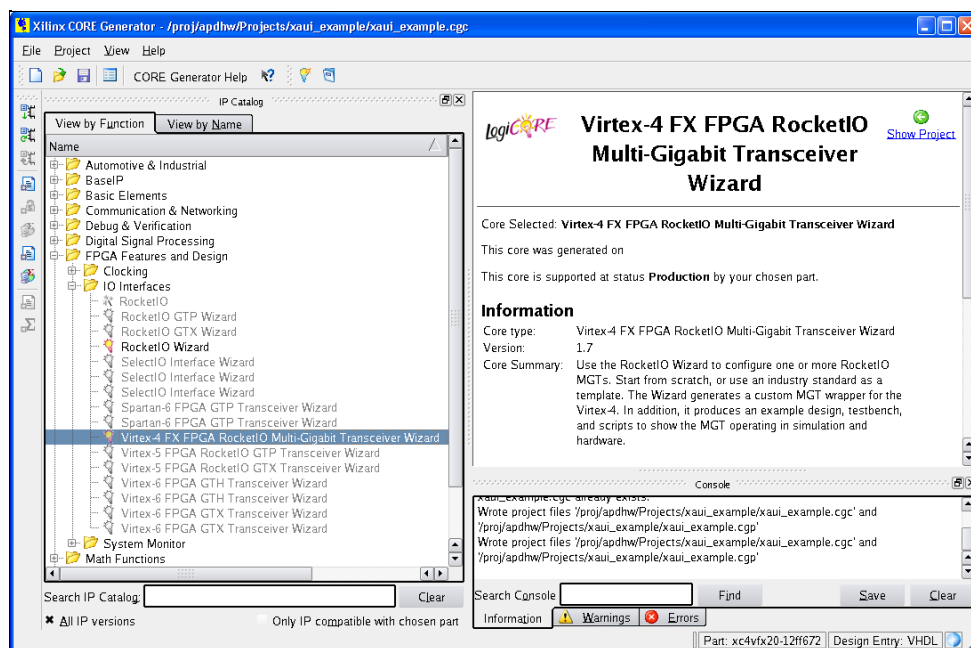 Xilinx CORE Generator - /proj/apdhw/Projects/xaui_example/xaui_example.cgc
File Project View Help
CORE Generator Help
IP Catalog
View by Function View by Name
Name
Automotive & Industrial
BaseIP
Basic Elements
Communication & Networking
Debug & Verification
Digital Signal Processing
FPGA Features and Design
Clocking
IO Interfaces
RocketIO
RocketIO GTP Wizard
RocketIO GTX Wizard
RocketIO Wizard
SelectIO Interface Wizard
SelectIO Interface Wizard
SelectIO Interface Wizard
Spartan-6 FPGA GTP Transceiver Wizard
Spartan-6 FPGA GTP Transceiver Wizard
Virtex-4 FX FPGA RocketIO Multi-Gigabit Transceiver Wizard
Virtex-5 FPGA RocketIO GTP Transceiver Wizard
Virtex-5 FPGA RocketIO GTX Transceiver Wizard
Virtex-6 FPGA GTH Transceiver Wizard
Virtex-6 FPGA GTH Transceiver Wizard
Virtex-6 FPGA GTX Transceiver Wizard
Virtex-6 FPGA GTX Transceiver Wizard
System Monitor
Math Functions
Search IP Catalog: Clear
All IP versions Only IP compatible with chosen part
logiCORE
Virtex-4 FX FPGA RocketIO
Multi-Gigabit Transceiver
Wizard
Show Project
Core Selected: Virtex-4 FX FPGA RocketIO Multi-Gigabit Transceiver Wizard
This core was generated on
This core is supported at status Production by your chosen part.
Information
Core type: Virtex-4 FX FPGA RocketIO Multi-Gigabit Transceiver Wizard
Version: 1.7
Core Summary: Use the RocketIO Wizard to configure one or more RocketIO
MGTs. Start from scratch, or use an industry standard as a
template. The Wizard generates a custom MGT wrapper for the
Virtex-4. In addition, it produces an example design, testbench,
and scripts to show the MGT operating in simulation and
hardware.
Console
xaui_example.cgc already exists.
Wrote project files '/proj/apdhw/Projects/xaui_example/xaui_example.cgc' and
'/proj/apdhw/Projects/xaui_example/xaui_example.cgp'
Wrote project files '/proj/apdhw/Projects/xaui_example/xaui_example.cgc' and
'/proj/apdhw/Projects/xaui_example/xaui_example.cgp'
Search Console Find Save Clear
Information Warnings Errors
Part: xc4vfx20-12ff672 Design Entry: VHDL